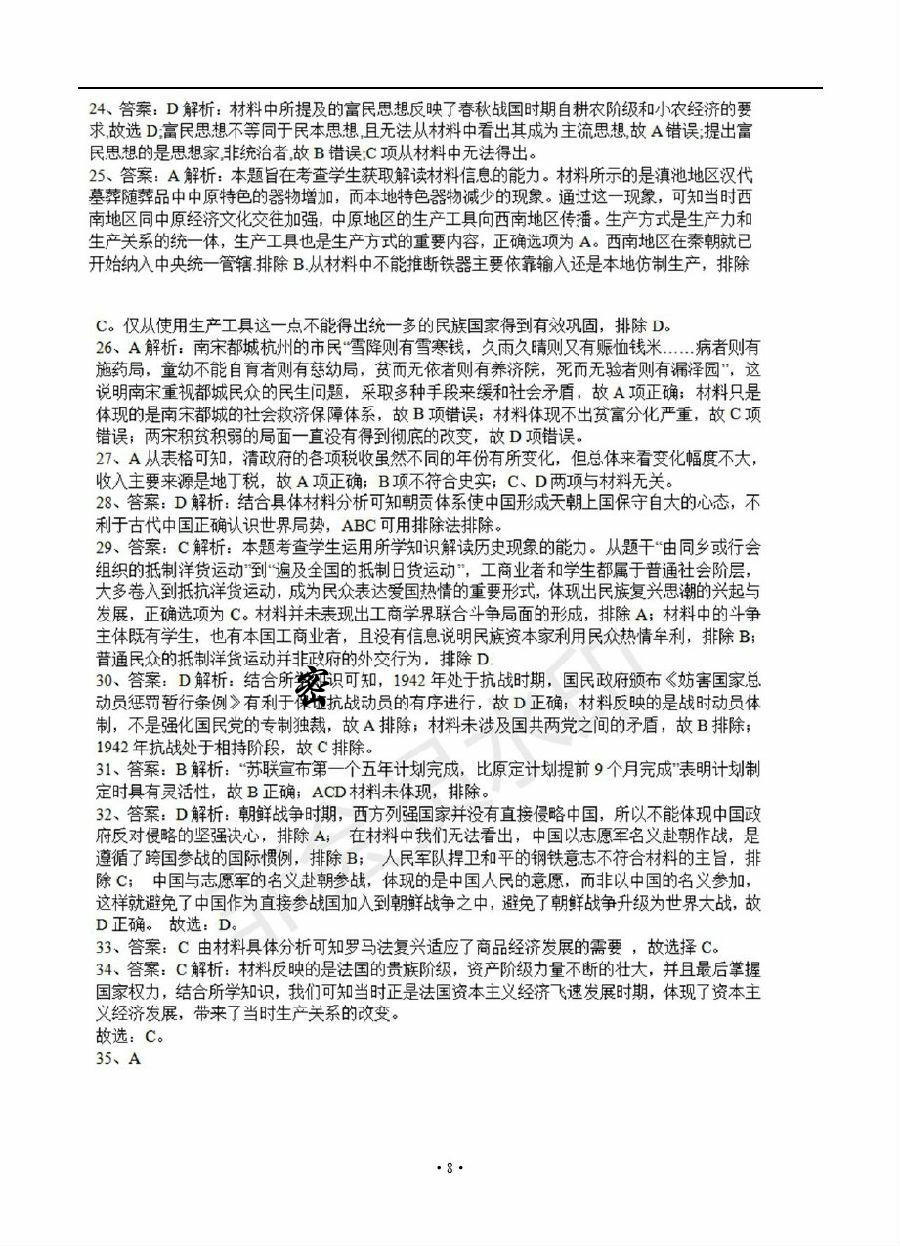 24、答案：D 解析：材料中所提及的富民思想反映了春秋战国时期自耕农阶级和小农经济的要
求,故选 D;富民思想不等同于民本思想,且无法从材料中看出其成为主流思想,故 A 错误;提出富
民思想的是思想家,非统治者,故 B 错误;C 项从材料中无法得出。
25、答案：A 解析：本题旨在考查学生获取解读材料信息的能力。材料所示的是滇池地区汉代
墓葬随葬品中中原特色的器物增加，而本地特色器物减少的现象。通过这一现象，可知当时西
南地区同中原经济文化交往加强，中原地区的生产工具向西南地区传播。生产方式是生产力和
生产关系的统一体，生产工具也是生产方式的重要内容，正确选项为 A。西南地区在秦朝就已
开始纳入中央统一管辖.排除 B.从材料中不能推断铁器主要依靠输入还是本地仿制生产，排除
C。仅从使用生产工具这一点不能得出统一多的民族国家得到有效巩固，排除 D。
26、A 解析：南宋都城杭州的市民“雪降则有雪寒钱，久雨久晴则又有赈恤钱米……病者则有
施药局，童幼不能自育者则有慈幼局，贫而无依者则有养济院，死而无验者则有漏泽园”，这
说明南宋重视都城民众的民生问题，采取多种手段来缓和社会矛盾，故 A 项正确；材料只是
体现的是南宋都城的社会救济保障体系，故 B 项错误；材料体现不出贫富分化严重，故 C 项
错误；两宋积贫积弱的局面一直没有得到彻底的改变，故 D 项错误。
27、A 从表格可知，清政府的各项税收虽然不同的年份有所变化，但总体来看变化幅度不大，
收入主要来源是地丁税，故 A 项正确；B 项不符合史实；C、D 两项与材料无关。
28、答案：D 解析：结合具体材料分析可知朝贡体系使中国形成天朝上国保守自大的心态，不
利于古代中国正确认识世界局势，ABC 可用排除法排除。
29、答案：C 解析：本题考查学生运用所学知识解读历史现象的能力。从题干“由同乡或行会
组织的抵制洋货运动”到“遍及全国的抵制日货运动”，工商业者和学生都属于普通社会阶层，
大多卷入到抵抗洋货运动，成为民众表达爱国热情的重要形式，体现出民族复兴思潮的兴起与
发展，正确选项为 C。材料并未表现出工商学界联合斗争局面的形成，排除 A；材料中的斗争
主体既有学生，也有本国工商业者，且没有信息说明民族资本家利用民众热情牟利，排除 B；
普通民众的抵制洋货运动并非政府的外交行为．排除 D.
30、答案： D 解析：结合所学密识可知，1942 年处于抗战时期，国民政府颁布《妨害国家总
动员惩罚暂行条例》有利于保抗战动员的有序进行，故 D 正确；材料反映的是战时动员体
制，不是强化国民党的专制独裁，故 A 排除；材料未涉及国共两党之间的矛盾，故 B 排除；
1942 年抗战处于相持阶段，故 C 排除。
31、答案：B 解析：“苏联宣布第一个五年计划完成，比原定计划提前 9 个月完成”表明计划制
定时具有灵活性，故 B 正确；ACD 材料未体现，排除。
32、答案：D 解析：朝鲜战争时期，西方列强国家并没有直接侵略中国，所以不能体现中国政
府反对侵略的坚强决心，排除 A； 在材料中我们无法看出，中国以志愿军名义赴朝作战，是
遵循了跨国参战的国际惯例，排除 B； 人民军队捍卫和平的钢铁意志不符合材料的主旨，排
除 C； 中国与志愿军的名义赴朝参战，体现的是中国人民的意愿，而非以中国的名义参加，
这样就避免了中国作为直接参战国加入到朝鲜战争之中，避免了朝鲜战争升级为世界大战，故
D 正确。 故选：D。
33、答案：C 由材料具体分析可知罗马法复兴适应了商品经济发展的需要 ，故选择 C。
34、答案：C 解析：材料反映的是法国的贵族阶级，资产阶级力量不断的壮大，并且最后掌握
国家权力，结合所学知识，我们可知当时正是法国资本主义经济飞速发展时期，体现了资本主
义经济发展，带来了当时生产关系的改变。
故选：C。
35、A
·8·